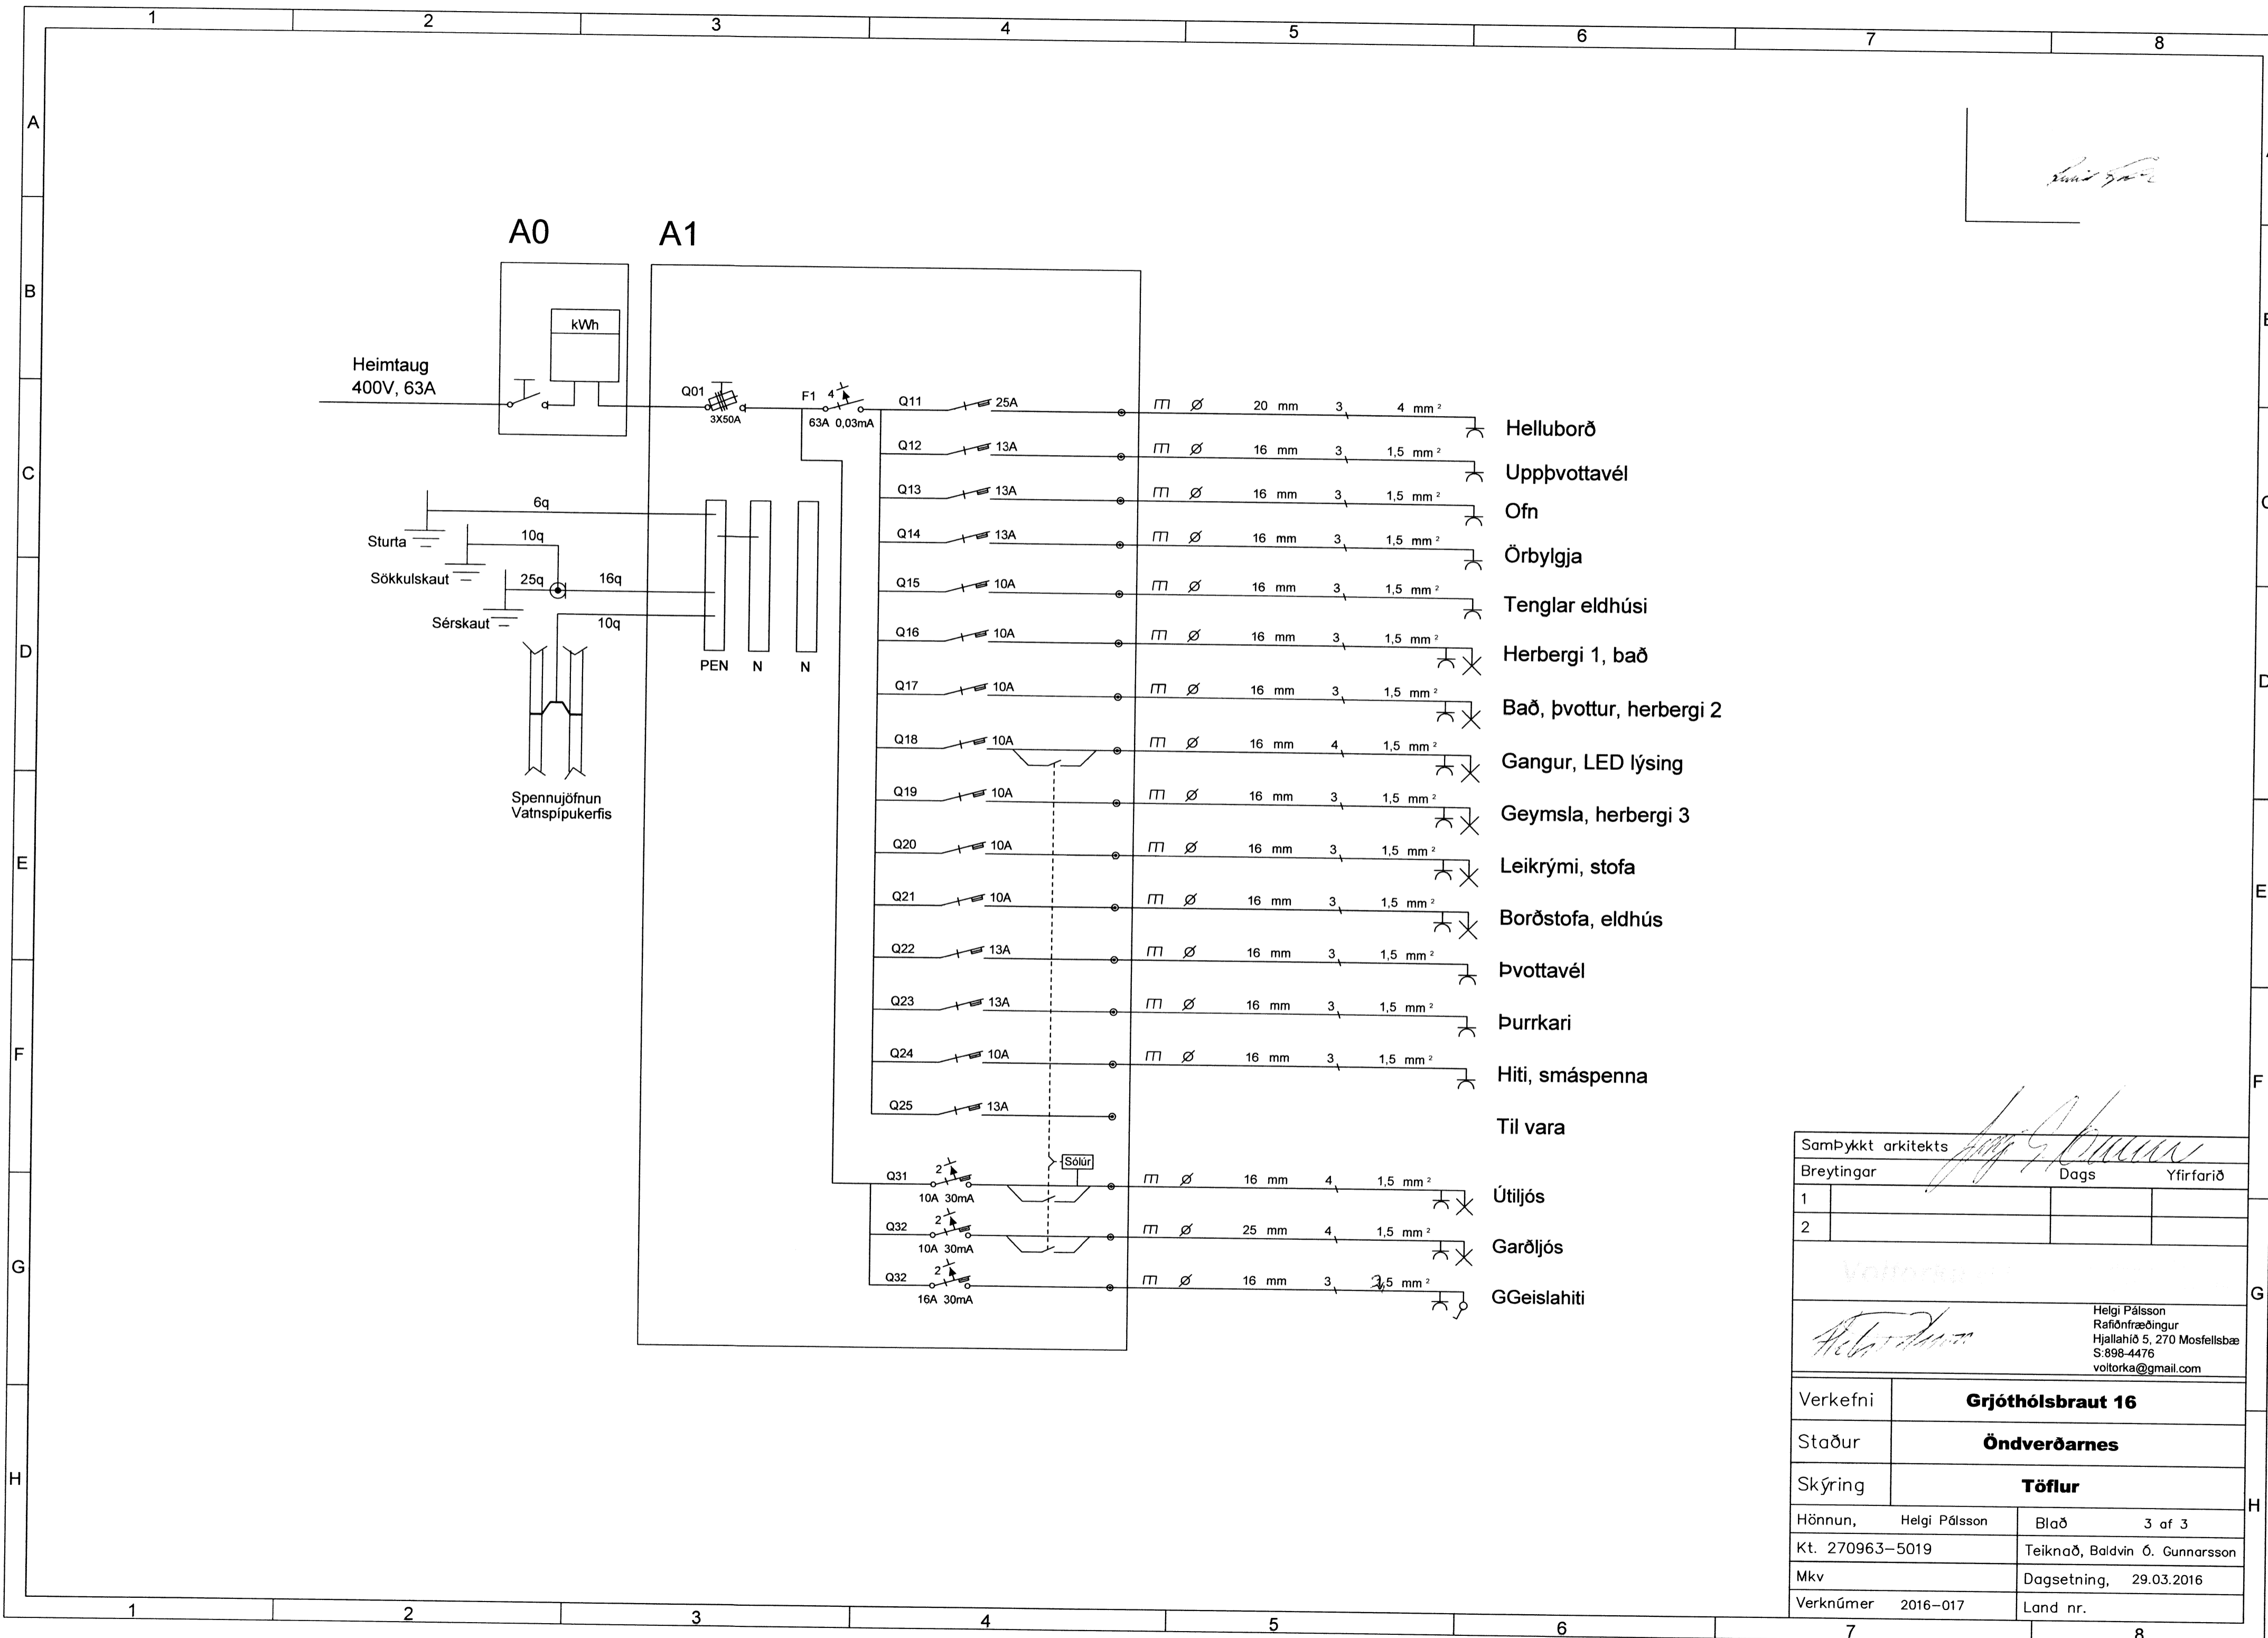 1 2 3 4 5 6 7 8
A
B
C
D
E
F
G
H
A0
A1
kWh
Heimtaug
400V, 63A
Q01
3X50A
F1 4
63A 0,03mA
6q
Sturta
10q
Sökkulskaut
25q 16q
Sérskaut
10q
PEN N N
Spennujöfnun
Vatnspípukerfis
Q11 25A 20 mm 3 4 mm² Helluborð
Q12 13A 16 mm 3 1,5 mm² Uppþvottavél
Q13 13A 16 mm 3 1,5 mm² Ofn
Q14 13A 16 mm 3 1,5 mm² Örbylgja
Q15 10A 16 mm 3 1,5 mm² Tenglar eldhúsi
Q16 10A 16 mm 3 1,5 mm² Herbergi 1, bað
Q17 10A 16 mm 3 1,5 mm² Bað, þvottur, herbergi 2
Q18 10A 16 mm 4 1,5 mm² Gangur, LED lýsing
Q19 10A 16 mm 3 1,5 mm² Geymsla, herbergi 3
Q20 10A 16 mm 3 1,5 mm² Leikrými, stofa
Q21 10A 16 mm 3 1,5 mm² Borðstofa, eldhús
Q22 13A 16 mm 3 1,5 mm² Þvottavél
Q23 13A 16 mm 3 1,5 mm² Þurrkari
Q24 10A 16 mm 3 1,5 mm² Hiti, smáspenna
Q25 13A Til vara
Sólúr
Q31 2 10A 30mA 16 mm 4 1,5 mm² Útiljós
Q32 2 10A 30mA 25 mm 4 1,5 mm² Garðljós
Q32 2 16A 30mA 16 mm 3 2,5 mm² GGeislahiti
SamÞykkt arkitekts
Breytingar Dags Yfirfarið
1
2
Helgi Pálsson
Rafiðnfræðingur
Hjallahíð 5, 270 Mosfellsbæ
S:898-4476
voltorka@gmail.com
Verkefni Grjóthólsbraut 16
Staður Öndverðarnes
Skýring Töflur
Hönnun, Helgi Pálsson Blað 3 af 3
Kt. 270963-5019 Teiknað, Baldvin Ó. Gunnarsson
Mkv Dagsetning, 29.03.2016
Verknúmer 2016-017 Land nr.
1 2 3 4 5 6 7 8